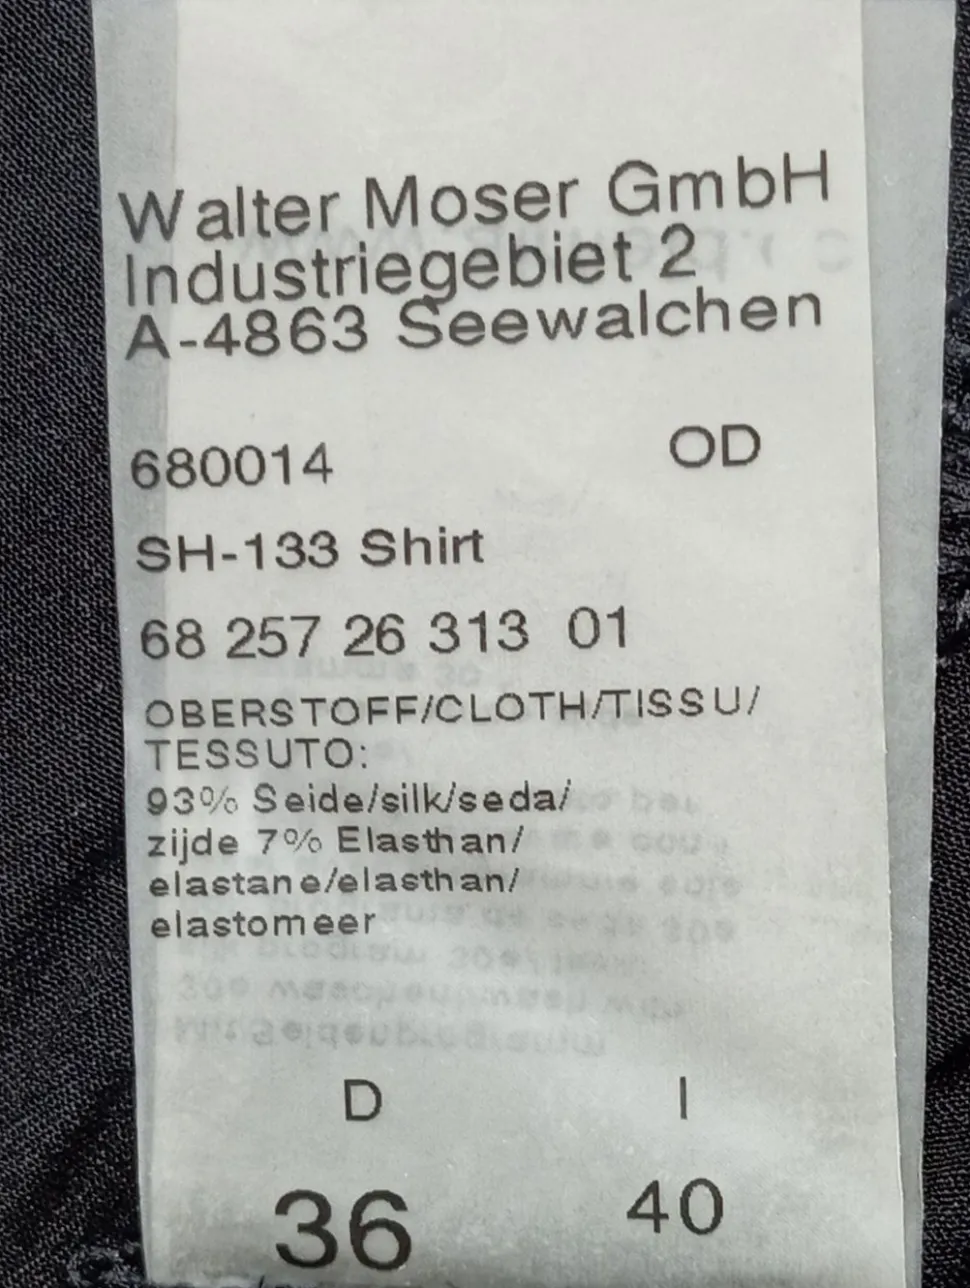 Walter Moser GmbH
Industriegebiet 2
A-4863 Seewalchen
680014 OD
SH-133 Shirt
68 257 26 313 01
OBERSTOFF/CLOTH/TISSU/
TESSUTO:
93% Seide/silk/seda/
zijde 7% Elasthan/
elastane/elasthan/
elastomeer
D I
36 40